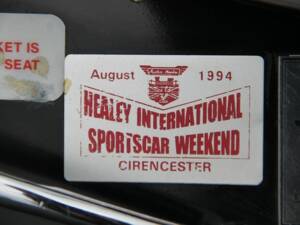 KET IS
SEAT
August 1994
HEALEY INTERNATIONAL
SPORTSCAR WEEKEND
CIRENCESTER